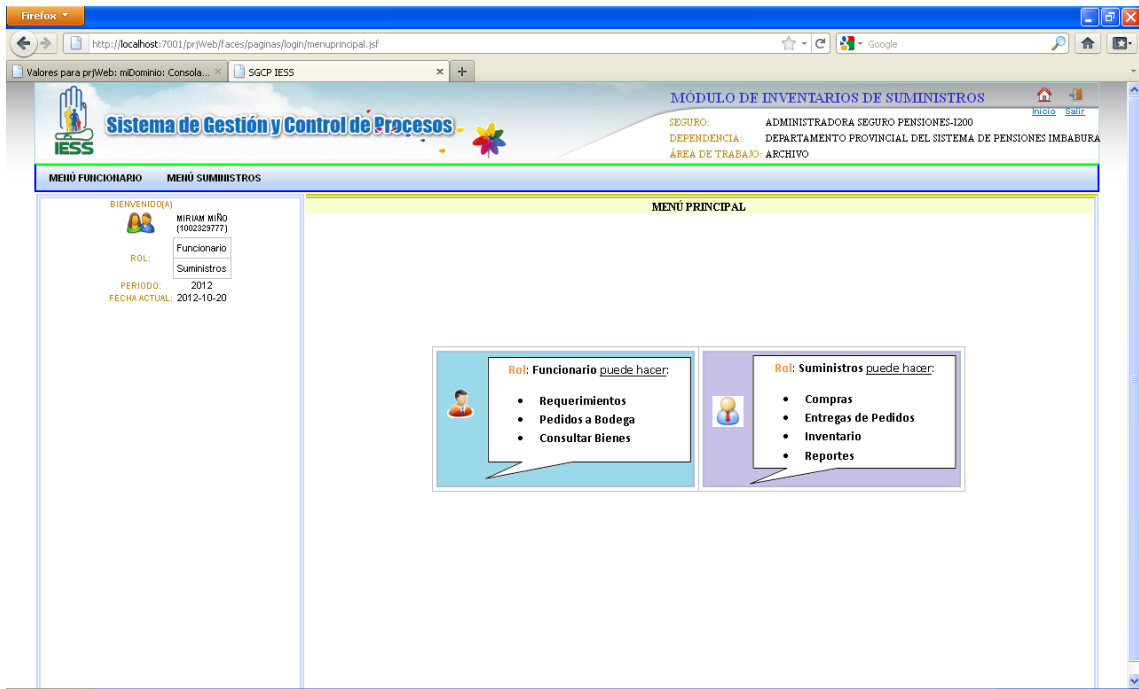 Firefox
http://localhost:7001/prjWeb/faces/paginas/login/menuprincipal.jsf
Google
Valores para prjWeb: miDominio: Consola...
SGCP IESS
IESS
Sistema de Gestión y Control de Procesos
MÓDULO DE INVENTARIOS DE SUMINISTROS
Inicio Salir
SEGURO: ADMINISTRADORA SEGURO PENSIONES-I200
DEPENDENCIA: DEPARTAMENTO PROVINCIAL DEL SISTEMA DE PENSIONES IMBABURA
ÁREA DE TRABAJO: ARCHIVO
MENÚ FUNCIONARIO MENÚ SUMINISTROS
BIENVENIDO(A)
MIRIAM MIÑO
(1002329777)
ROL:
Funcionario
Suministros
PERIODO: 2012
FECHA ACTUAL: 2012-10-20
MENÚ PRINCIPAL
Rol: Funcionario puede hacer:
• Requerimientos
• Pedidos a Bodega
• Consultar Bienes
Rol: Suministros puede hacer:
• Compras
• Entregas de Pedidos
• Inventario
• Reportes